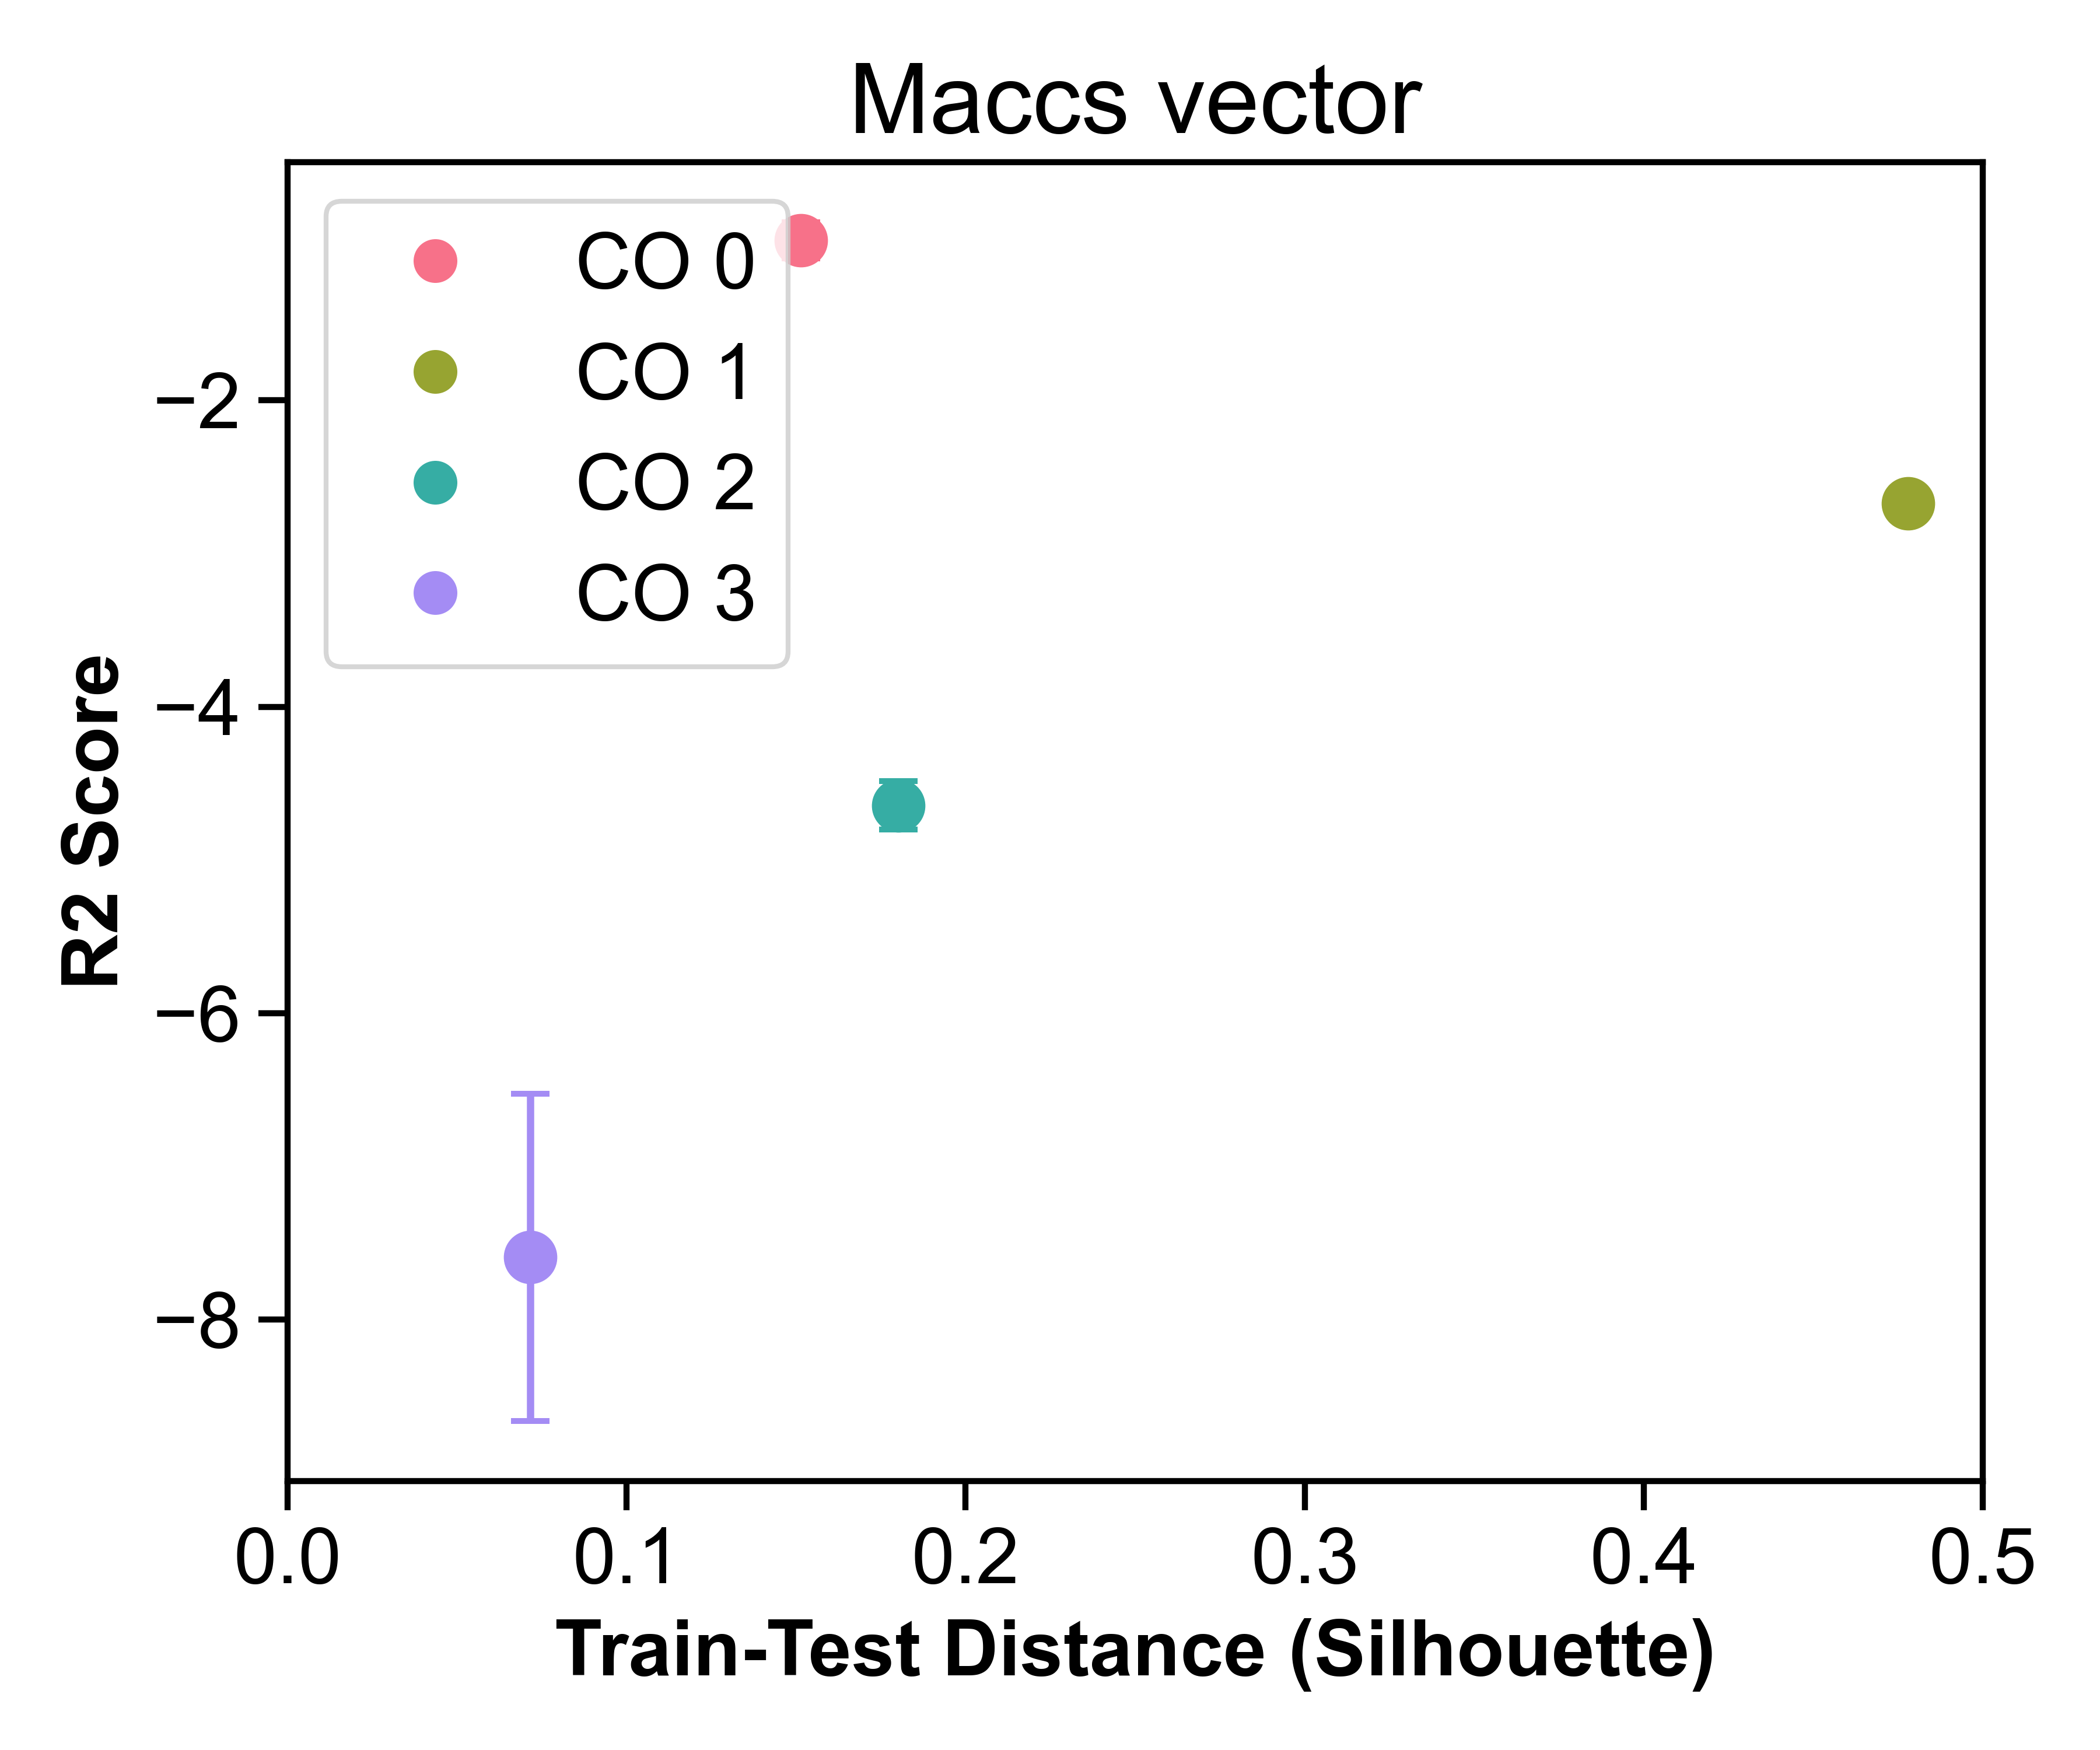 Maccs vector
CO 0
CO 1
CO 2
CO 3
R2 Score
−2
−4
−6
−8
0.0 0.1 0.2 0.3 0.4 0.5
Train-Test Distance (Silhouette)